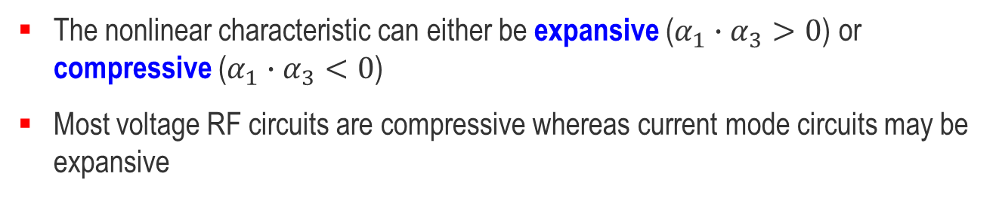 ▪ The nonlinear characteristic can either be expansive (𝛼₁ · 𝛼₃ > 0) or
compressive (𝛼₁ · 𝛼₃ < 0)
▪ Most voltage RF circuits are compressive whereas current mode circuits may be
expansive